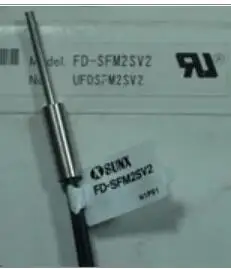 Model. FD-SFM2SV2
No. UFDSFM2SV2
SUNX
FD-SFM2SV2